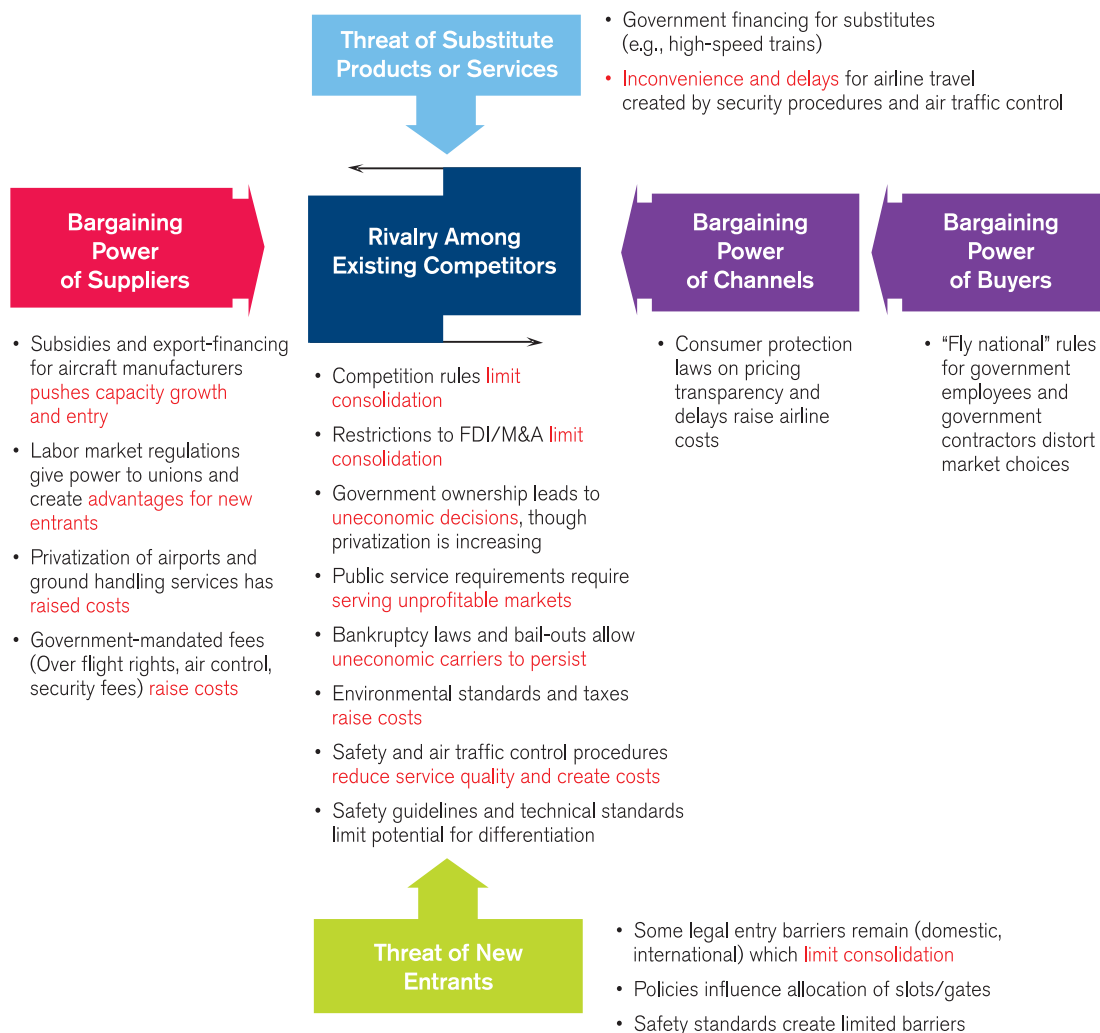 Threat of Substitute
Products or Services
• Government financing for substitutes
(e.g., high-speed trains)
• Inconvenience and delays for airline travel
created by security procedures and air traffic control
Bargaining
Power
of Suppliers
• Subsidies and export-financing
for aircraft manufacturers
pushes capacity growth
and entry
• Labor market regulations
give power to unions and
create advantages for new
entrants
• Privatization of airports and
ground handling services has
raised costs
• Government-mandated fees
(Over flight rights, air control,
security fees) raise costs
Rivalry Among
Existing Competitors
• Competition rules limit
consolidation
• Restrictions to FDI/M&A limit
consolidation
• Government ownership leads to
uneconomic decisions, though
privatization is increasing
• Public service requirements require
serving unprofitable markets
• Bankruptcy laws and bail-outs allow
uneconomic carriers to persist
• Environmental standards and taxes
raise costs
• Safety and air traffic control procedures
reduce service quality and create costs
• Safety guidelines and technical standards
limit potential for differentiation
Bargaining
Power
of Channels
• Consumer protection
laws on pricing
transparency and
delays raise airline
costs
Bargaining
Power
of Buyers
• “Fly national” rules
for government
employees and
government
contractors distort
market choices
Threat of New
Entrants
• Some legal entry barriers remain (domestic,
international) which limit consolidation
• Policies influence allocation of slots/gates
• Safety standards create limited barriers